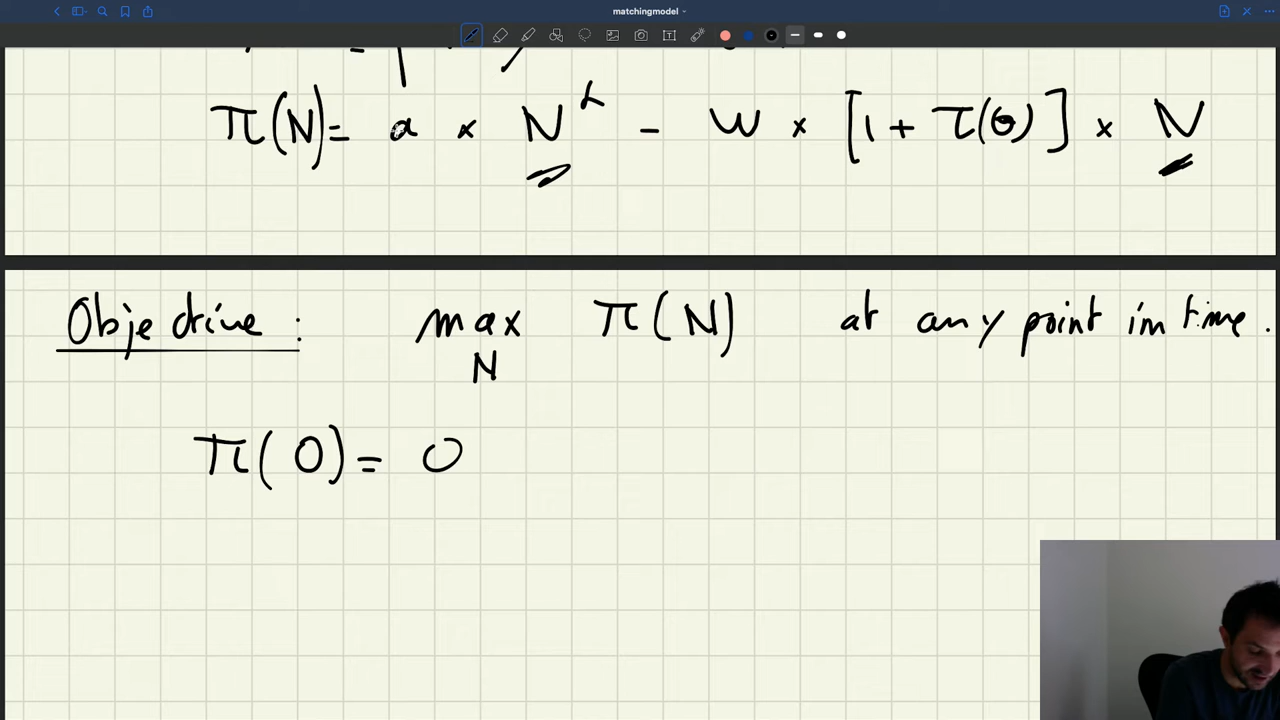 matchingmodel
π(N) = a × N^α − w × [1 + τ(θ)] × N
Objective : max π(N) at any point in time.
N
π(0) = 0